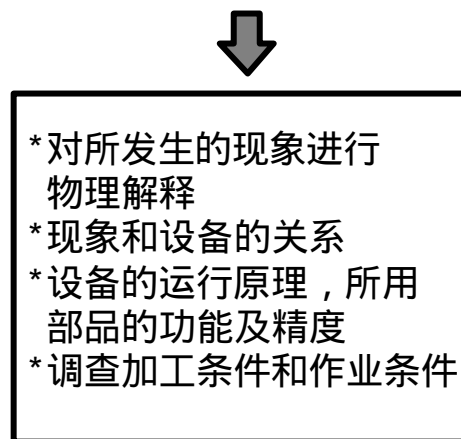 *对所发生的现象进行
物理解释
*现象和设备的关系
*设备的运行原理，所用
部品的功能及精度
*调查加工条件和作业条件